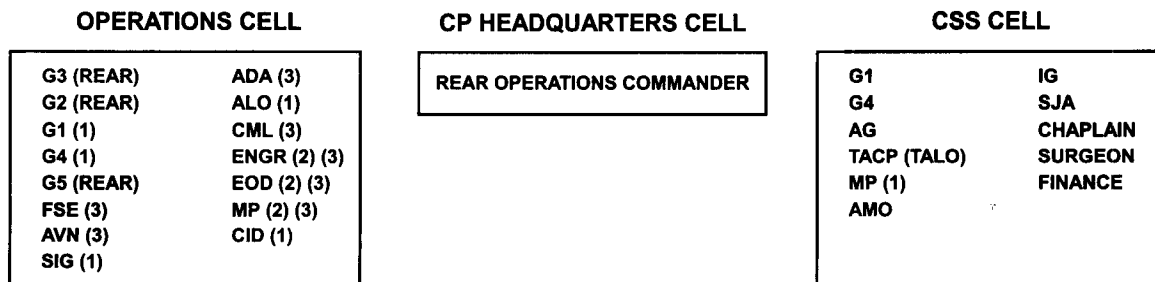 OPERATIONS CELL
G3 (REAR)
G2 (REAR)
G1 (1)
G4 (1)
G5 (REAR)
FSE (3)
AVN (3)
SIG (1)
ADA (3)
ALO (1)
CML (3)
ENGR (2) (3)
EOD (2) (3)
MP (2) (3)
CID (1)
CP HEADQUARTERS CELL
REAR OPERATIONS COMMANDER
CSS CELL
G1
G4
AG
TACP (TALO)
MP (1)
AMO
IG
SJA
CHAPLAIN
SURGEON
FINANCE